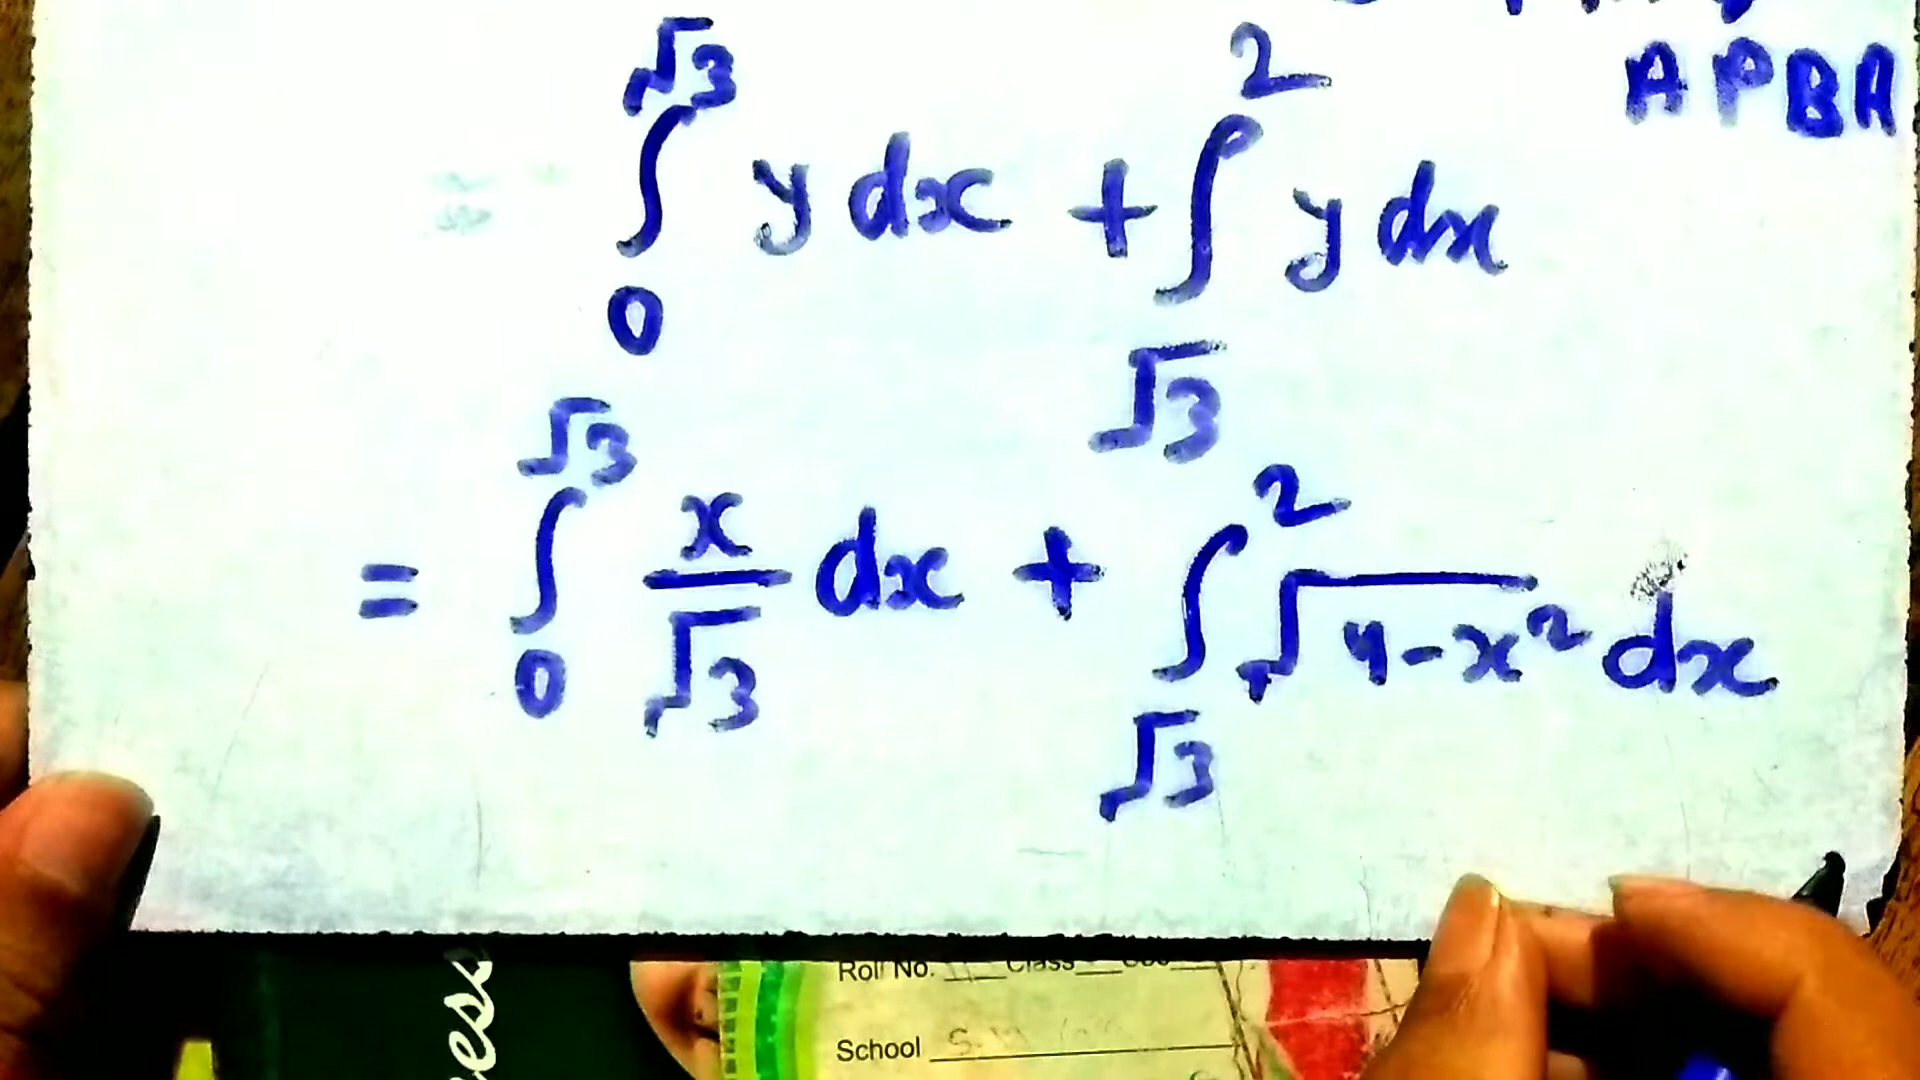 APBA
= ∫₀^√3 y dx + ∫_√3^2 y dx
= ∫₀^√3 x/√3 dx + ∫_√3^2 √(4-x²) dx
Roll No. Class
School
ess